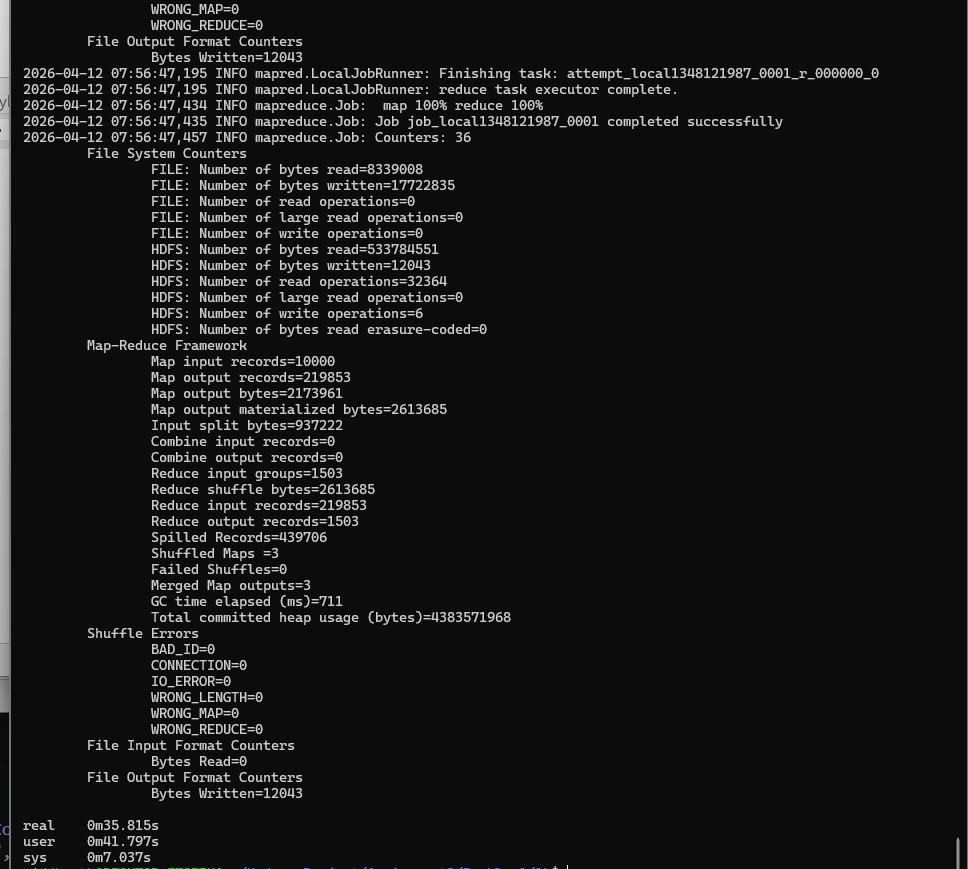 WRONG_MAP=0
WRONG_REDUCE=0
File Output Format Counters
Bytes Written=12043
2026-04-12 07:56:47,195 INFO mapred.LocalJobRunner: Finishing task: attempt_local1348121987_0001_r_000000_0
2026-04-12 07:56:47,195 INFO mapred.LocalJobRunner: reduce task executor complete.
2026-04-12 07:56:47,434 INFO mapreduce.Job:  map 100% reduce 100%
2026-04-12 07:56:47,435 INFO mapreduce.Job: Job job_local1348121987_0001 completed successfully
2026-04-12 07:56:47,457 INFO mapreduce.Job: Counters: 36
File System Counters
FILE: Number of bytes read=8339008
FILE: Number of bytes written=17722835
FILE: Number of read operations=0
FILE: Number of large read operations=0
FILE: Number of write operations=0
HDFS: Number of bytes read=533784551
HDFS: Number of bytes written=12043
HDFS: Number of read operations=32364
HDFS: Number of large read operations=0
HDFS: Number of write operations=6
HDFS: Number of bytes read erasure-coded=0
Map-Reduce Framework
Map input records=10000
Map output records=219853
Map output bytes=2173961
Map output materialized bytes=2613685
Input split bytes=937222
Combine input records=0
Combine output records=0
Reduce input groups=1503
Reduce shuffle bytes=2613685
Reduce input records=219853
Reduce output records=1503
Spilled Records=439706
Shuffled Maps =3
Failed Shuffles=0
Merged Map outputs=3
GC time elapsed (ms)=711
Total committed heap usage (bytes)=4383571968
Shuffle Errors
BAD_ID=0
CONNECTION=0
IO_ERROR=0
WRONG_LENGTH=0
WRONG_MAP=0
WRONG_REDUCE=0
File Input Format Counters
Bytes Read=0
File Output Format Counters
Bytes Written=12043
real    0m35.815s
user    0m41.797s
sys     0m7.037s